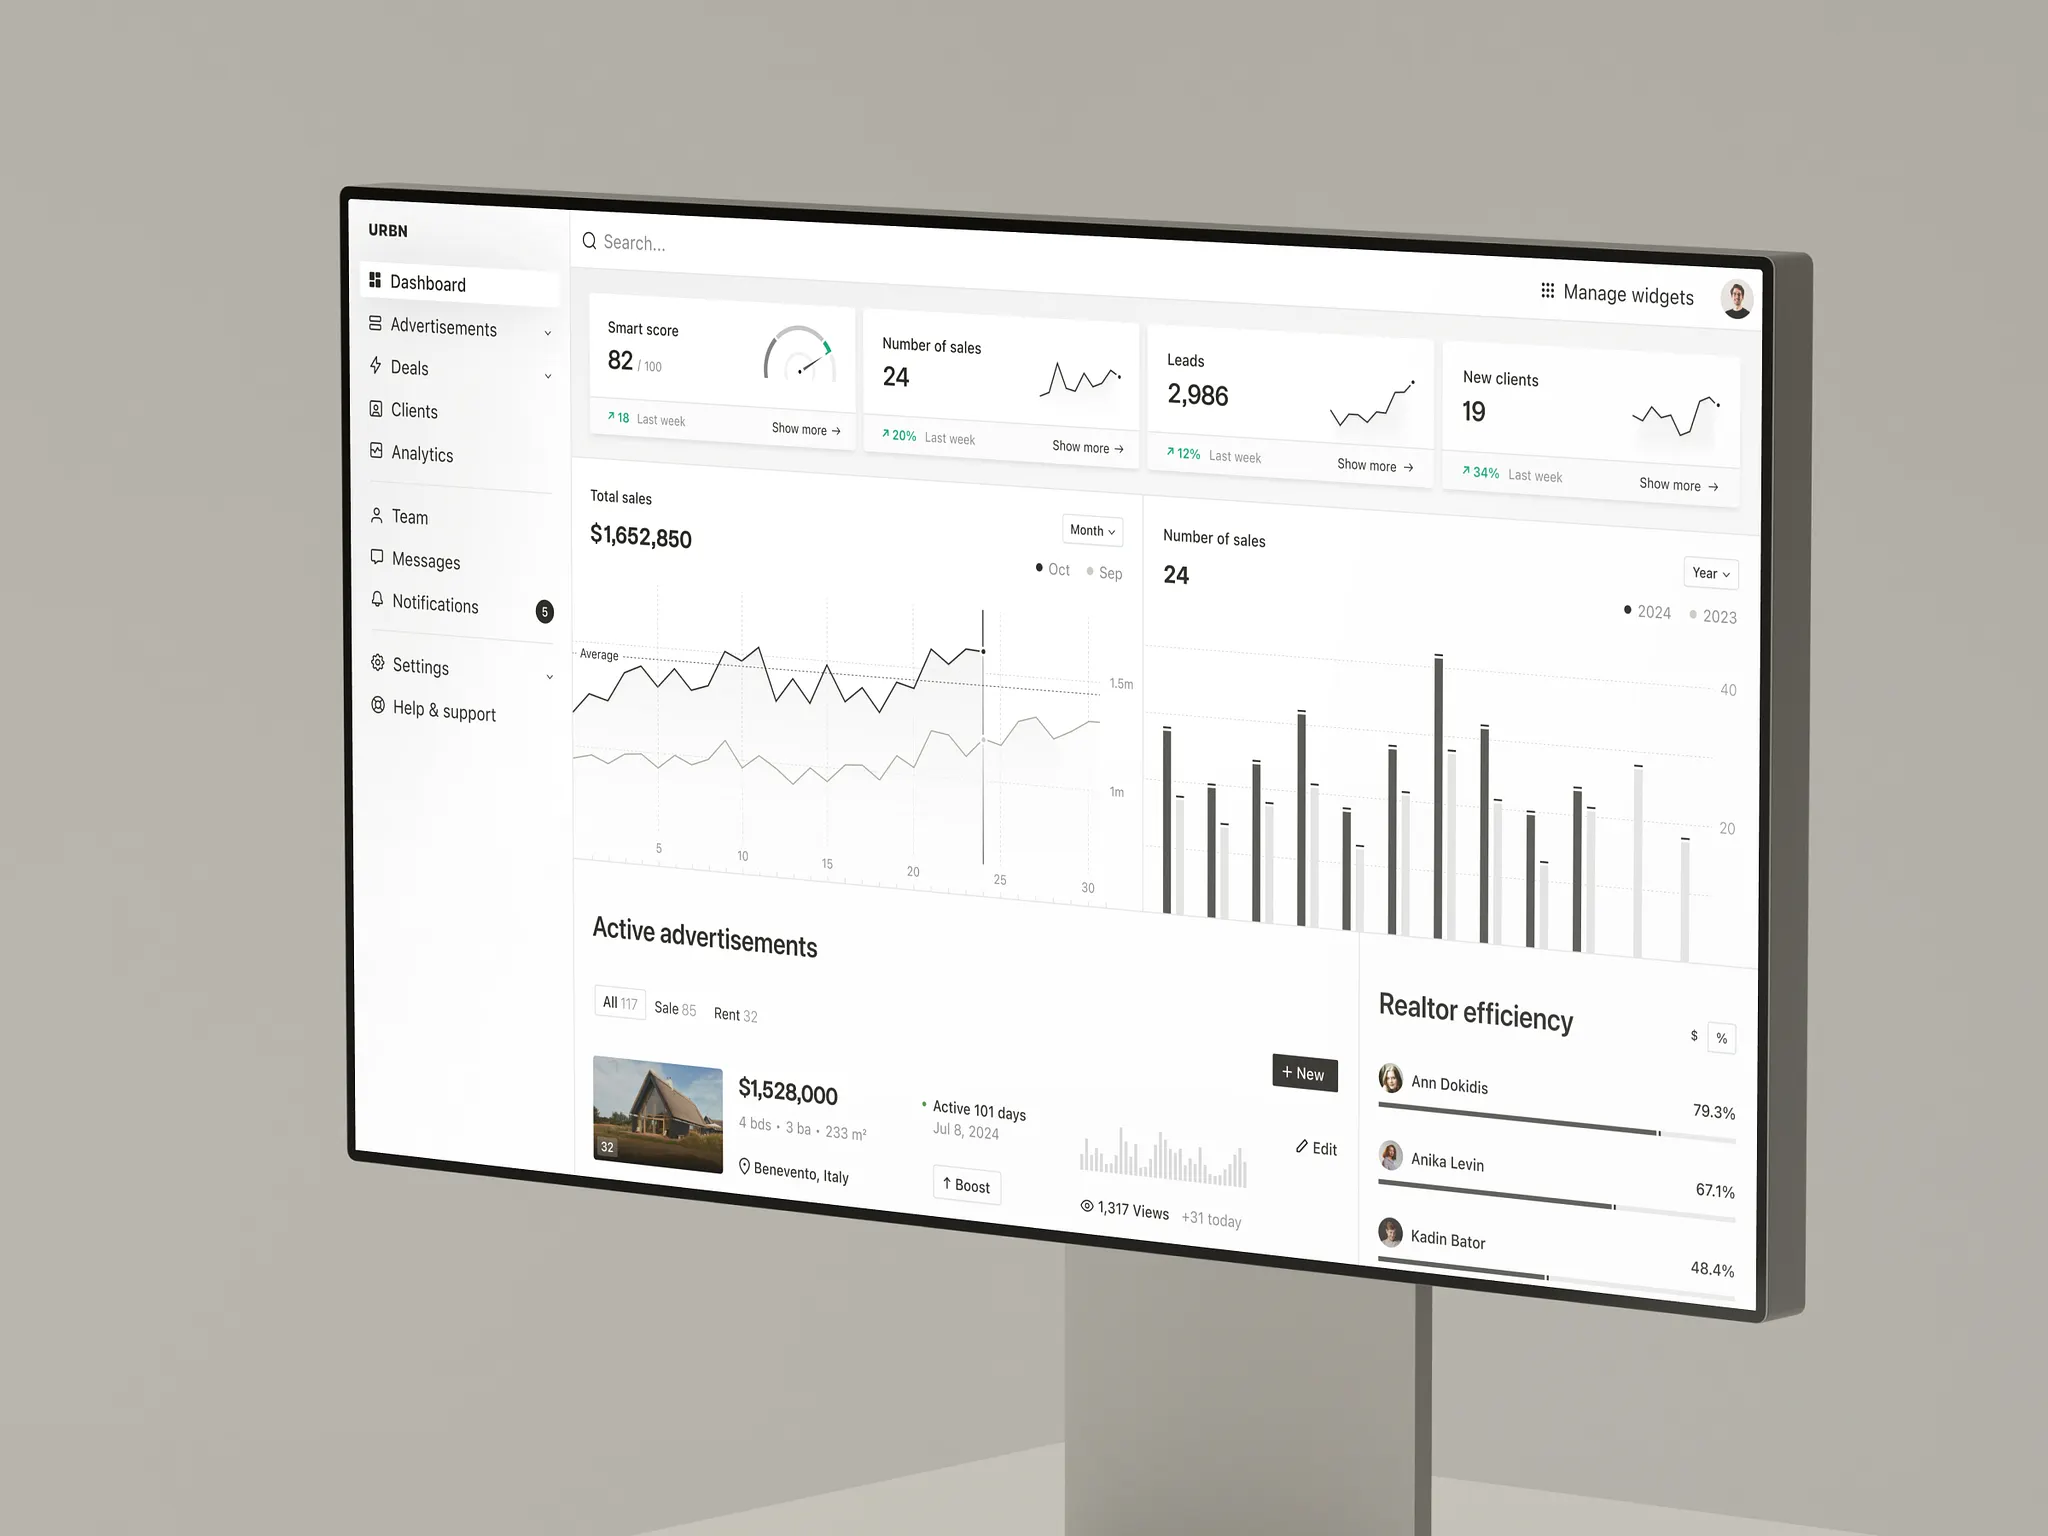 URBN
Dashboard
Advertisements
Deals
Clients
Analytics
Team
Messages
Notifications 5
Settings
Help & support
Search...
Manage widgets
Smart score
82 / 100
18 Last week
Show more →
Number of sales
24
20% Last week
Show more →
Leads
2,986
12% Last week
Show more →
New clients
19
34% Last week
Show more →
Total sales
$1,652,850
Month
Oct Sep
Average
1.5m
1m
5 10 15 20 25 30
Number of sales
24
Year
2024 2023
40
20
Active advertisements
All 117 Sale 85 Rent 32
+ New
32
$1,528,000
4 bds • 3 ba • 233 m²
Benevento, Italy
Active 101 days
Jul 8, 2024
↑ Boost
1,317 Views +31 today
Edit
Realtor efficiency
$ %
Ann Dokidis
79.3%
Anika Levin
67.1%
Kadin Bator
48.4%